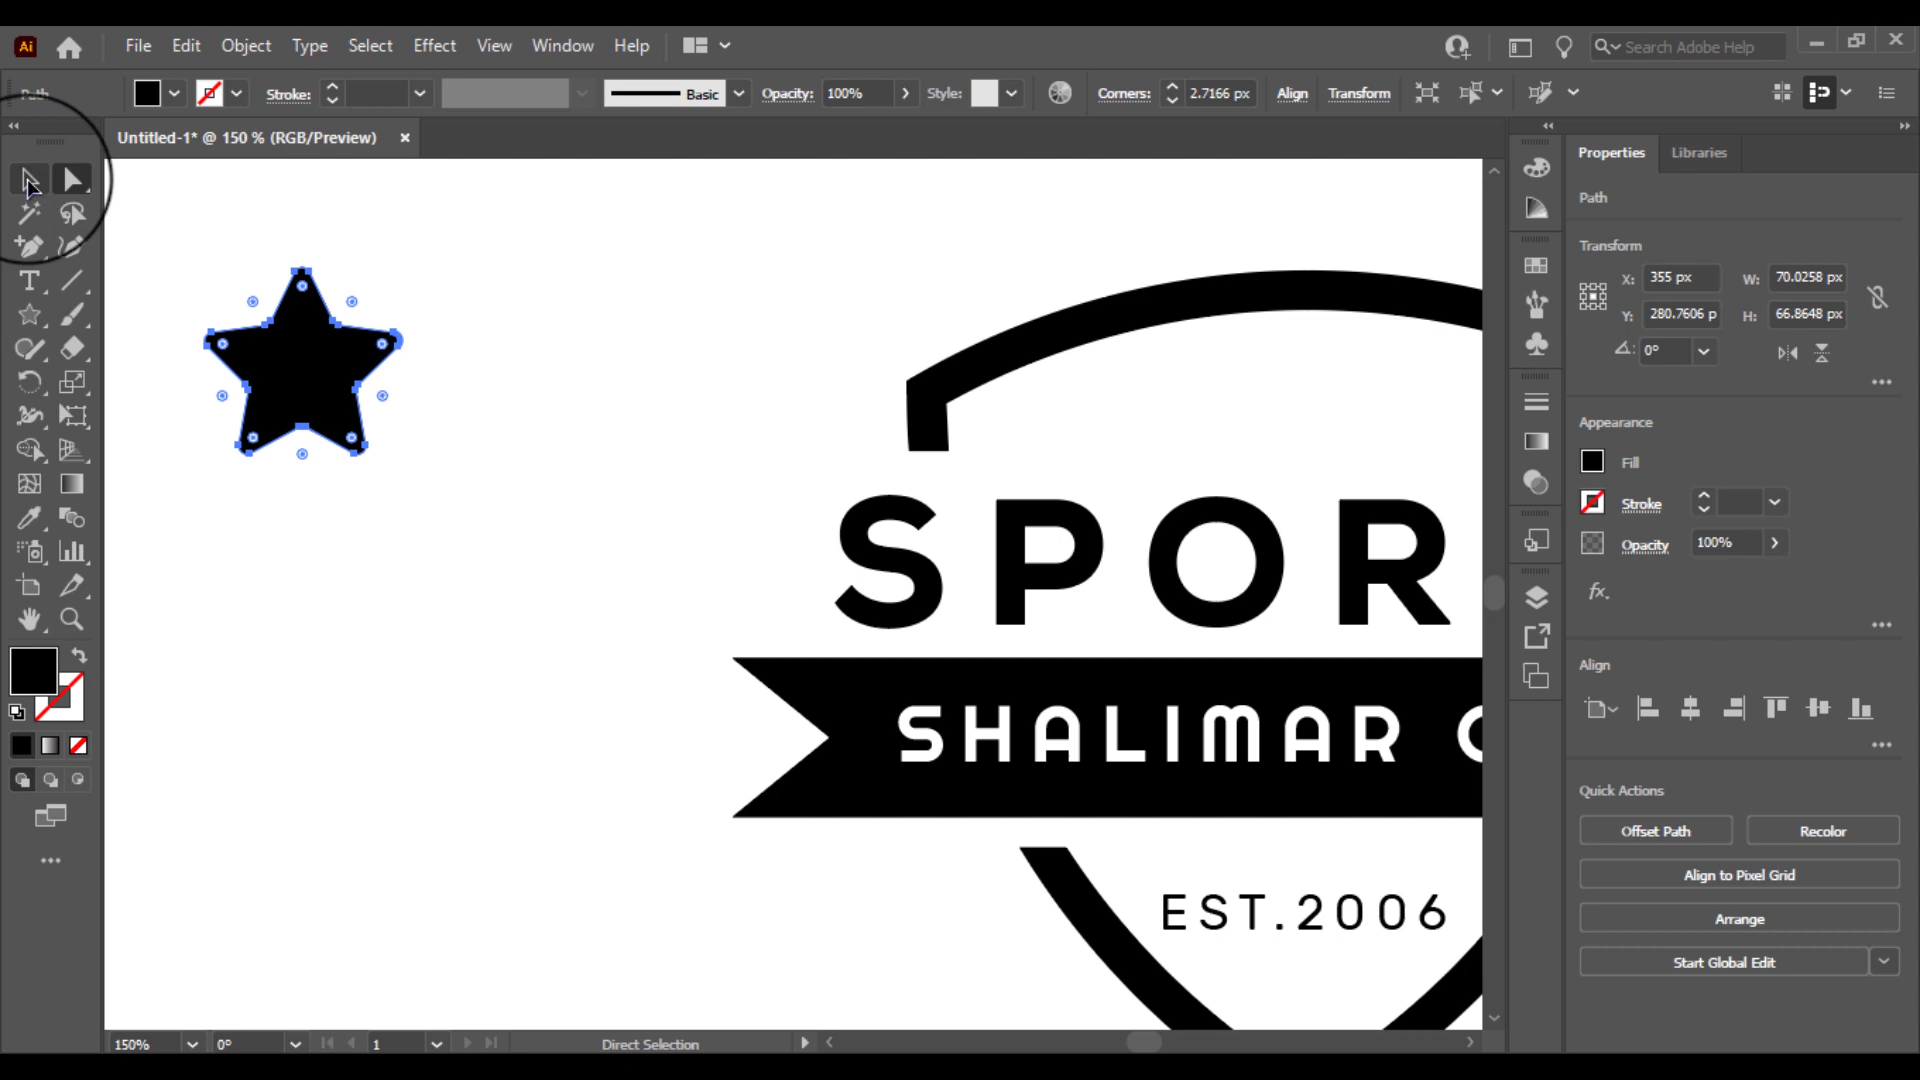 Ai File Edit Object Type Select Effect View Window Help Search Adobe Help
Path Stroke: Basic Opacity: 100% Style: Corners: 2.7166 px Align Transform
Untitled-1* @ 150 % (RGB/Preview) ×
Properties Libraries
Path
Transform
X: 355 px W: 70.0258 px
Y: 280.7606 p H: 66.8648 px
0°
Appearance
Fill
Stroke
Opacity 100%
fx.
Align
Quick Actions
Offset Path Recolor
Align to Pixel Grid
Arrange
Start Global Edit
SPOR
SHALIMAR
EST.2006
150% 0° 1 Direct Selection